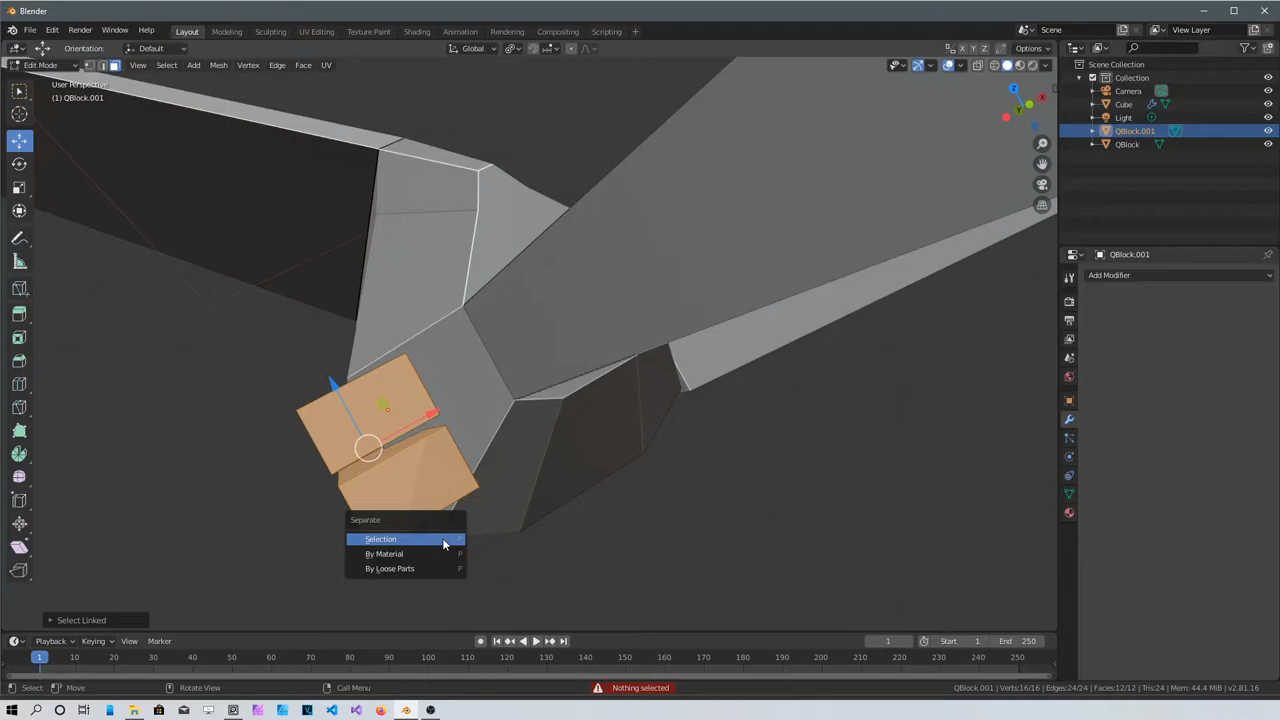 Blender
File Edit Render Window Help Layout Modeling Sculpting UV Editing Texture Paint Shading Animation Rendering Compositing Scripting + Scene View Layer
Orientation: Default Global X Y Z Options
Edit Mode View Select Add Mesh Vertex Edge Face UV
User Perspective
(1) QBlock.001
Scene Collection
Collection
Camera
Cube
Light
QBlock.001
QBlock
Z
X
Y
QBlock.001
Add Modifier
Separate
Selection P
By Material P
By Loose Parts P
Select Linked
Playback Keying View Marker 1 Start 1 End 250
1 10 20 30 40 50 60 70 80 90 100 110 120 130 140 150 160 170 180 190 200 210 220 230 240 250
Select Move Rotate View Call Menu Nothing selected QBlock.001 | Verts:16/16 | Edges:24/24 | Faces:12/12 | Tris:24 | Mem: 44.4 MiB | v2.81.16